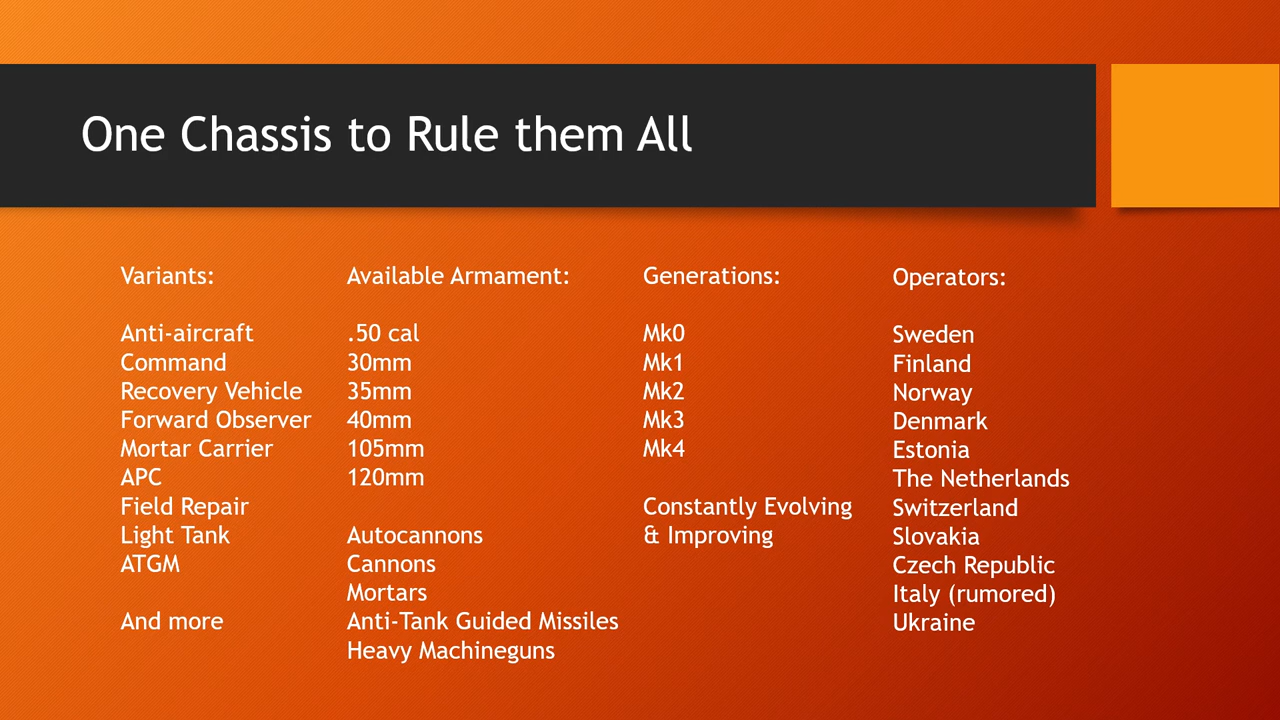 One Chassis to Rule them All
Variants:
Anti-aircraft
Command
Recovery Vehicle
Forward Observer
Mortar Carrier
APC
Field Repair
Light Tank
ATGM
And more
Available Armament:
.50 cal
30mm
35mm
40mm
105mm
120mm
Autocannons
Cannons
Mortars
Anti-Tank Guided Missiles
Heavy Machineguns
Generations:
Mk0
Mk1
Mk2
Mk3
Mk4
Constantly Evolving
& Improving
Operators:
Sweden
Finland
Norway
Denmark
Estonia
The Netherlands
Switzerland
Slovakia
Czech Republic
Italy (rumored)
Ukraine